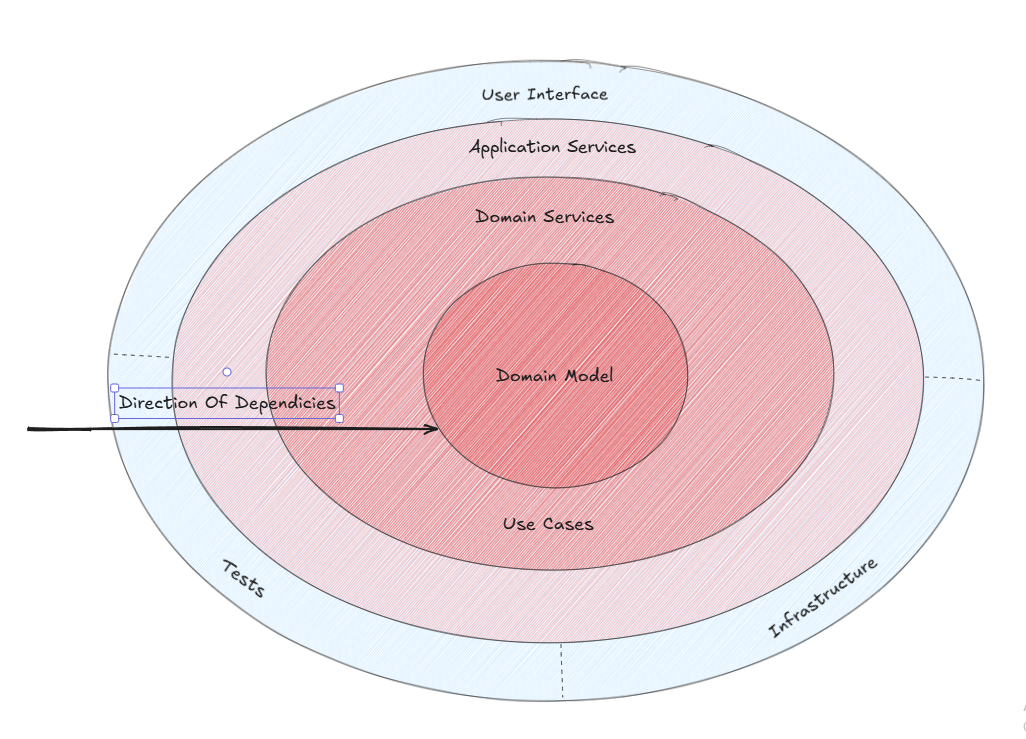 User Interface
Application Services
Domain Services
Domain Model
Direction Of Dependicies
Use Cases
Tests
Infrastructure